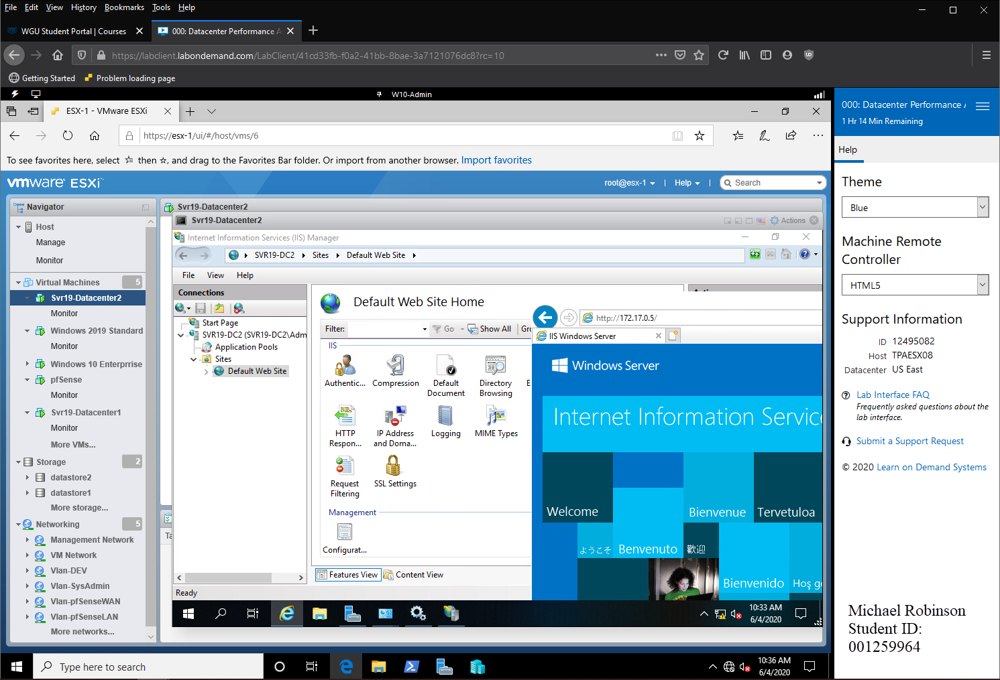 File Edit View History Bookmarks Tools Help
WGU Student Portal | Courses
000: Datacenter Performance A
https://labclient.labondemand.com/LabClient/41cd33fb-f0a2-41bb-8bae-3a7121076dc8?rc=10
Getting Started Problem loading page
W10-Admin
ESX-1 - VMware ESXi
https://esx-1/ui/#/host/vms/6
To see favorites here, select then ☆, and drag to the Favorites Bar folder. Or import from another browser. Import favorites
vmware ESXi
root@esx-1 | Help | Search
Navigator
Host
Manage
Monitor
Virtual Machines 5
Svr19-Datacenter2
Monitor
Windows 2019 Standard
Monitor
Windows 10 Enterprrise
pfSense
Monitor
Svr19-Datacenter1
Monitor
More VMs...
Storage 2
datastore2
datastore1
More storage...
Networking 5
Management Network
VM Network
Vlan-DEV
Vlan-SysAdmin
Vlan-pfSenseWAN
Vlan-pfSenseLAN
More networks...
Svr19-Datacenter2
Svr19-Datacenter2
Actions
Internet Information Services (IIS) Manager
SVR19-DC2 Sites Default Web Site
File View Help
Connections
Start Page
SVR19-DC2 (SVR19-DC2\Adm
Application Pools
Sites
Default Web Site
Default Web Site Home
Filter: Go Show All Gro
IIS
Authentic... Compression Default Document Directory Browsing E
HTTP Respon... IP Address and Doma... Logging MIME Types
Request Filtering SSL Settings
Management
Configurat...
Features View Content View
Ready
Ta
http://172.17.0.5/
IIS Windows Server
Windows Server
Internet Information Service
Welcome
Bienvenue
Tervetuloa
ようこそ
Benvenuto
歡迎
Bienvenido
Hoş ge
10:33 AM
6/4/2020
Type here to search
10:36 AM
6/4/2020
000: Datacenter Performance A
1 Hr 14 Min Remaining
Help
Theme
Blue
Machine Remote
Controller
HTML5
Support Information
ID 12495082
Host TPAESX08
Datacenter US East
Lab Interface FAQ
Frequently asked questions about the
lab interface.
Submit a Support Request
© 2020 Learn on Demand Systems
Michael Robinson
Student ID:
001259964